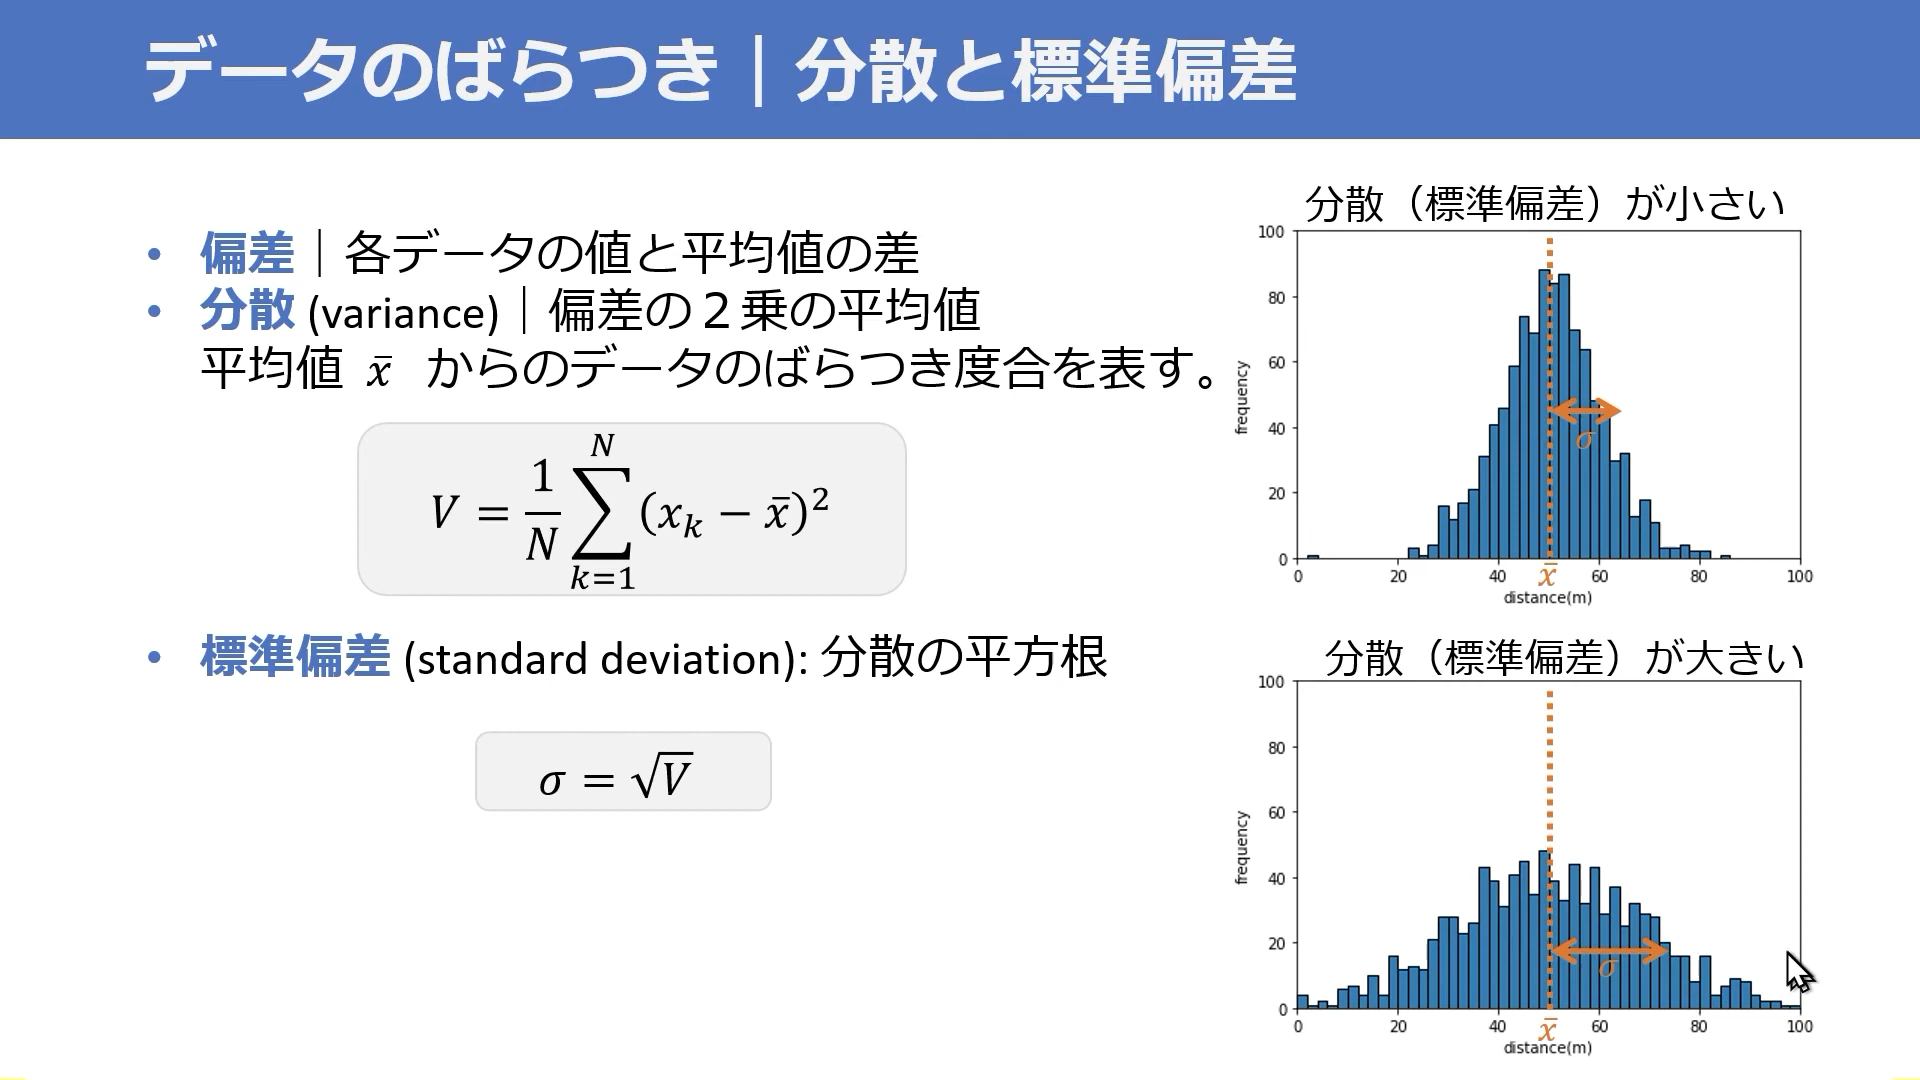 データのばらつき｜分散と標準偏差
• 偏差｜各データの値と平均値の差
• 分散 (variance)｜偏差の２乗の平均値
平均値 x̄ からのデータのばらつき度合を表す。
V = 1/N ∑_{k=1}^{N} (x_k − x̄)²
• 標準偏差 (standard deviation): 分散の平方根
σ = √V
分散（標準偏差）が小さい
100
80
60
40
20
0
frequency
σ
0 20 40 x̄ 60 80 100
distance(m)
分散（標準偏差）が大きい
100
80
60
40
20
0
frequency
σ
0 20 40 x̄ 60 80 100
distance(m)